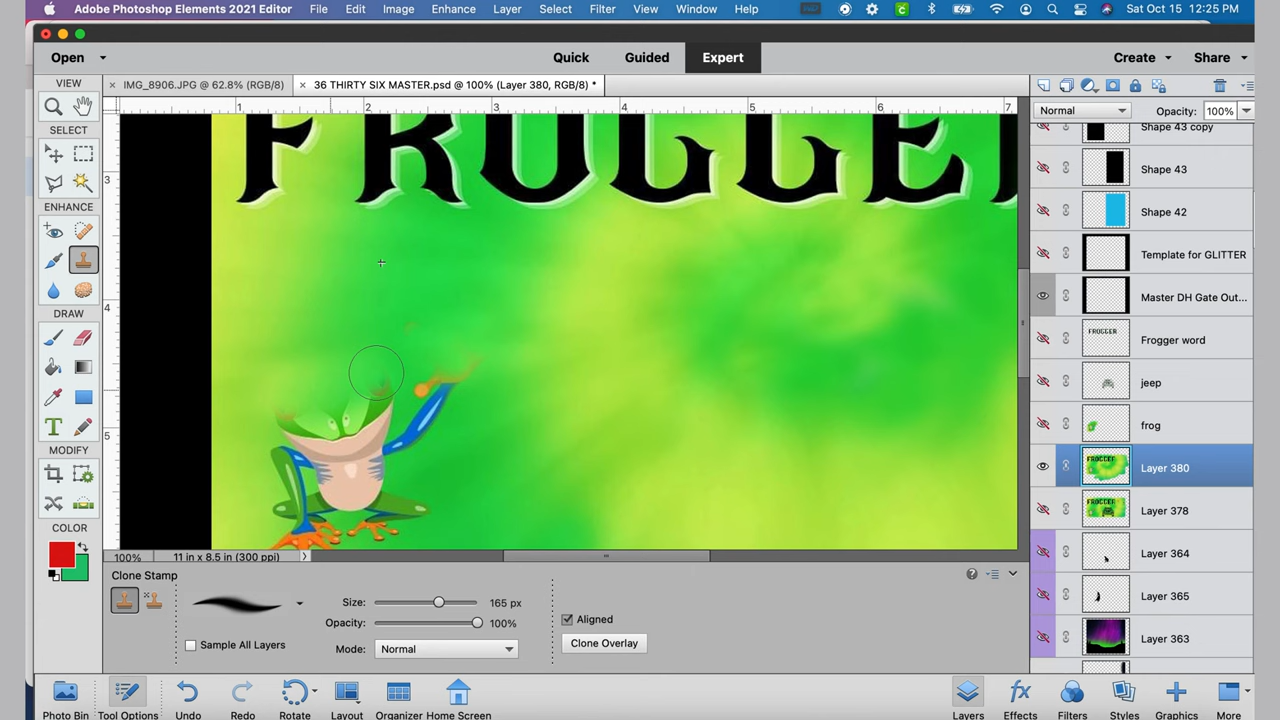 Adobe Photoshop Elements 2021 Editor File Edit Image Enhance Layer Select Filter View Window Help Sat Oct 15 12:25 PM
Open Quick Guided Expert Create Share
VIEW
× IMG_8906.JPG @ 62.8% (RGB/8) × 36 THIRTY SIX MASTER.psd @ 100% (Layer 380, RGB/8) *
1 2 3 4 5 6 7
Normal Opacity: 100%
SELECT
ENHANCE
DRAW
T
MODIFY
COLOR
3
4
5
FROGGE
Shape 43 copy
Shape 43
Shape 42
Template for GLITTER
Master DH Gate Out...
FROGGER Frogger word
jeep
frog
FROGGER Layer 380
FROGGER Layer 378
Layer 364
Layer 365
Layer 363
100% 11 in x 8.5 in (300 ppi)
Clone Stamp
Size: 165 px
Opacity: 100%
Sample All Layers
Mode: Normal
Aligned
Clone Overlay
Photo Bin Tool Options Undo Redo Rotate Layout Organizer Home Screen
Layers Effects Filters Styles Graphics More